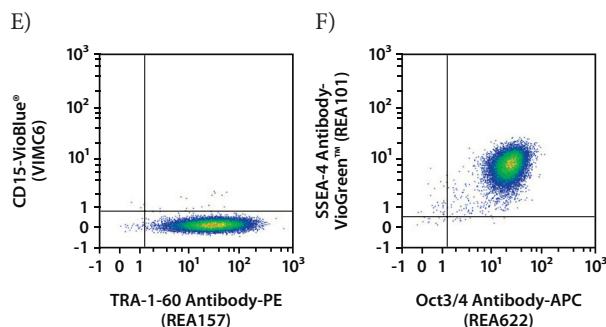 E)
F)
CD15-VioBlue®
(VIMC6)
10³
10²
10¹
1
0
-1
-1 0 1 10¹ 10² 10³
TRA-1-60 Antibody-PE
(REA157)
SSEA-4 Antibody-
VioGreen™ (REA101)
10³
10²
10¹
1
0
-1
-1 0 1 10¹ 10² 10³
Oct3/4 Antibody-APC
(REA622)